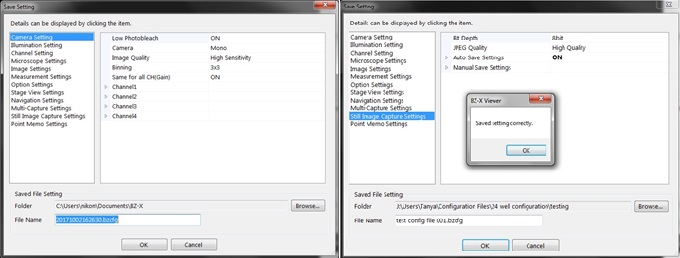 Save Setting
Details can be displayed by clicking the item.
Camera Setting
Illumination Setting
Channel Setting
Microscope Settings
Image Settings
Measurement Settings
Option Settings
Stage View Settings
Navigation Settings
Multi-Capture Settings
Still Image Capture Settings
Point Memo Settings
Low Photobleach ON
Camera Mono
Image Quality High Sensitivity
Binning 3x3
Same for all CH(Gain) ON
Channel1
Channel2
Channel3
Channel4
Saved File Setting
Folder C:\Users\nikon\Documents\BZ-X Browse...
File Name 20171002162630.bzcfg
OK Cancel
Save Setting
Details can be displayed by clicking the item.
Camera Setting
Illumination Settings
Channel Setting
Microscope Settings
Image Settings
Measurement Settings
Option Settings
Stage View Settings
Navigation Settings
Multi-Capture Settings
Still Image Capture Settings
Point Memo Settings
Bit Depth 8bit
JPEG Quality High Quality
Auto Save Settings ON
Manual Save Settings
BZ-X Viewer
Saved setting correctly.
OK
Saved File Setting
Folder J:\Users\Tanya\Configuration Files\24 well configuration\testing Browse...
File Name test config file 001.bzcfg
OK Cancel